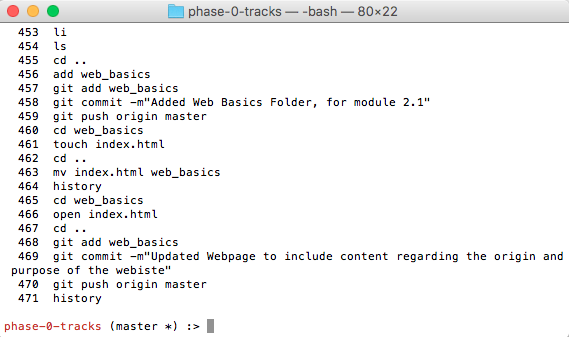 phase-0-tracks — -bash — 80×22
453 li
454 ls
455 cd ..
456 add web_basics
457 git add web_basics
458 git commit -m"Added Web Basics Folder, for module 2.1"
459 git push origin master
460 cd web_basics
461 touch index.html
462 cd ..
463 mv index.html web_basics
464 history
465 cd web_basics
466 open index.html
467 cd ..
468 git add web_basics
469 git commit -m"Updated Webpage to include content regarding the origin and
purpose of the webiste"
470 git push origin master
471 history
phase-0-tracks (master *) :>